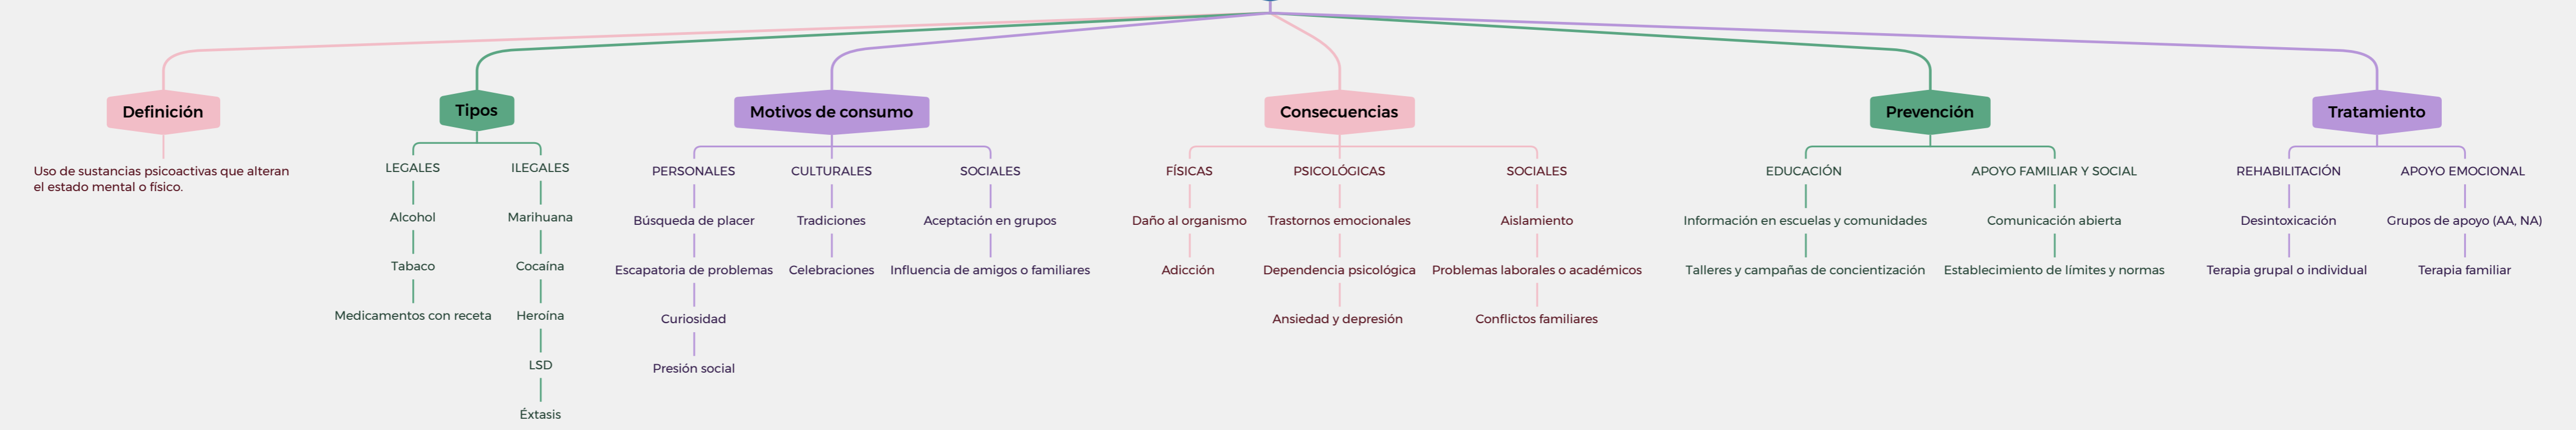 Definición
Uso de sustancias psicoactivas que alteran
el estado mental o físico.
Tipos
LEGALES
Alcohol
Tabaco
Medicamentos con receta
ILEGALES
Marihuana
Cocaína
Heroína
LSD
Éxtasis
Motivos de consumo
PERSONALES
Búsqueda de placer
Escapatoria de problemas
Curiosidad
Presión social
CULTURALES
Tradiciones
Celebraciones
SOCIALES
Aceptación en grupos
Influencia de amigos o familiares
Consecuencias
FÍSICAS
Daño al organismo
Adicción
PSICOLÓGICAS
Trastornos emocionales
Dependencia psicológica
Ansiedad y depresión
SOCIALES
Aislamiento
Problemas laborales o académicos
Conflictos familiares
Prevención
EDUCACIÓN
Información en escuelas y comunidades
Talleres y campañas de concientización
APOYO FAMILIAR Y SOCIAL
Comunicación abierta
Establecimiento de límites y normas
Tratamiento
REHABILITACIÓN
Desintoxicación
Terapia grupal o individual
APOYO EMOCIONAL
Grupos de apoyo (AA, NA)
Terapia familiar